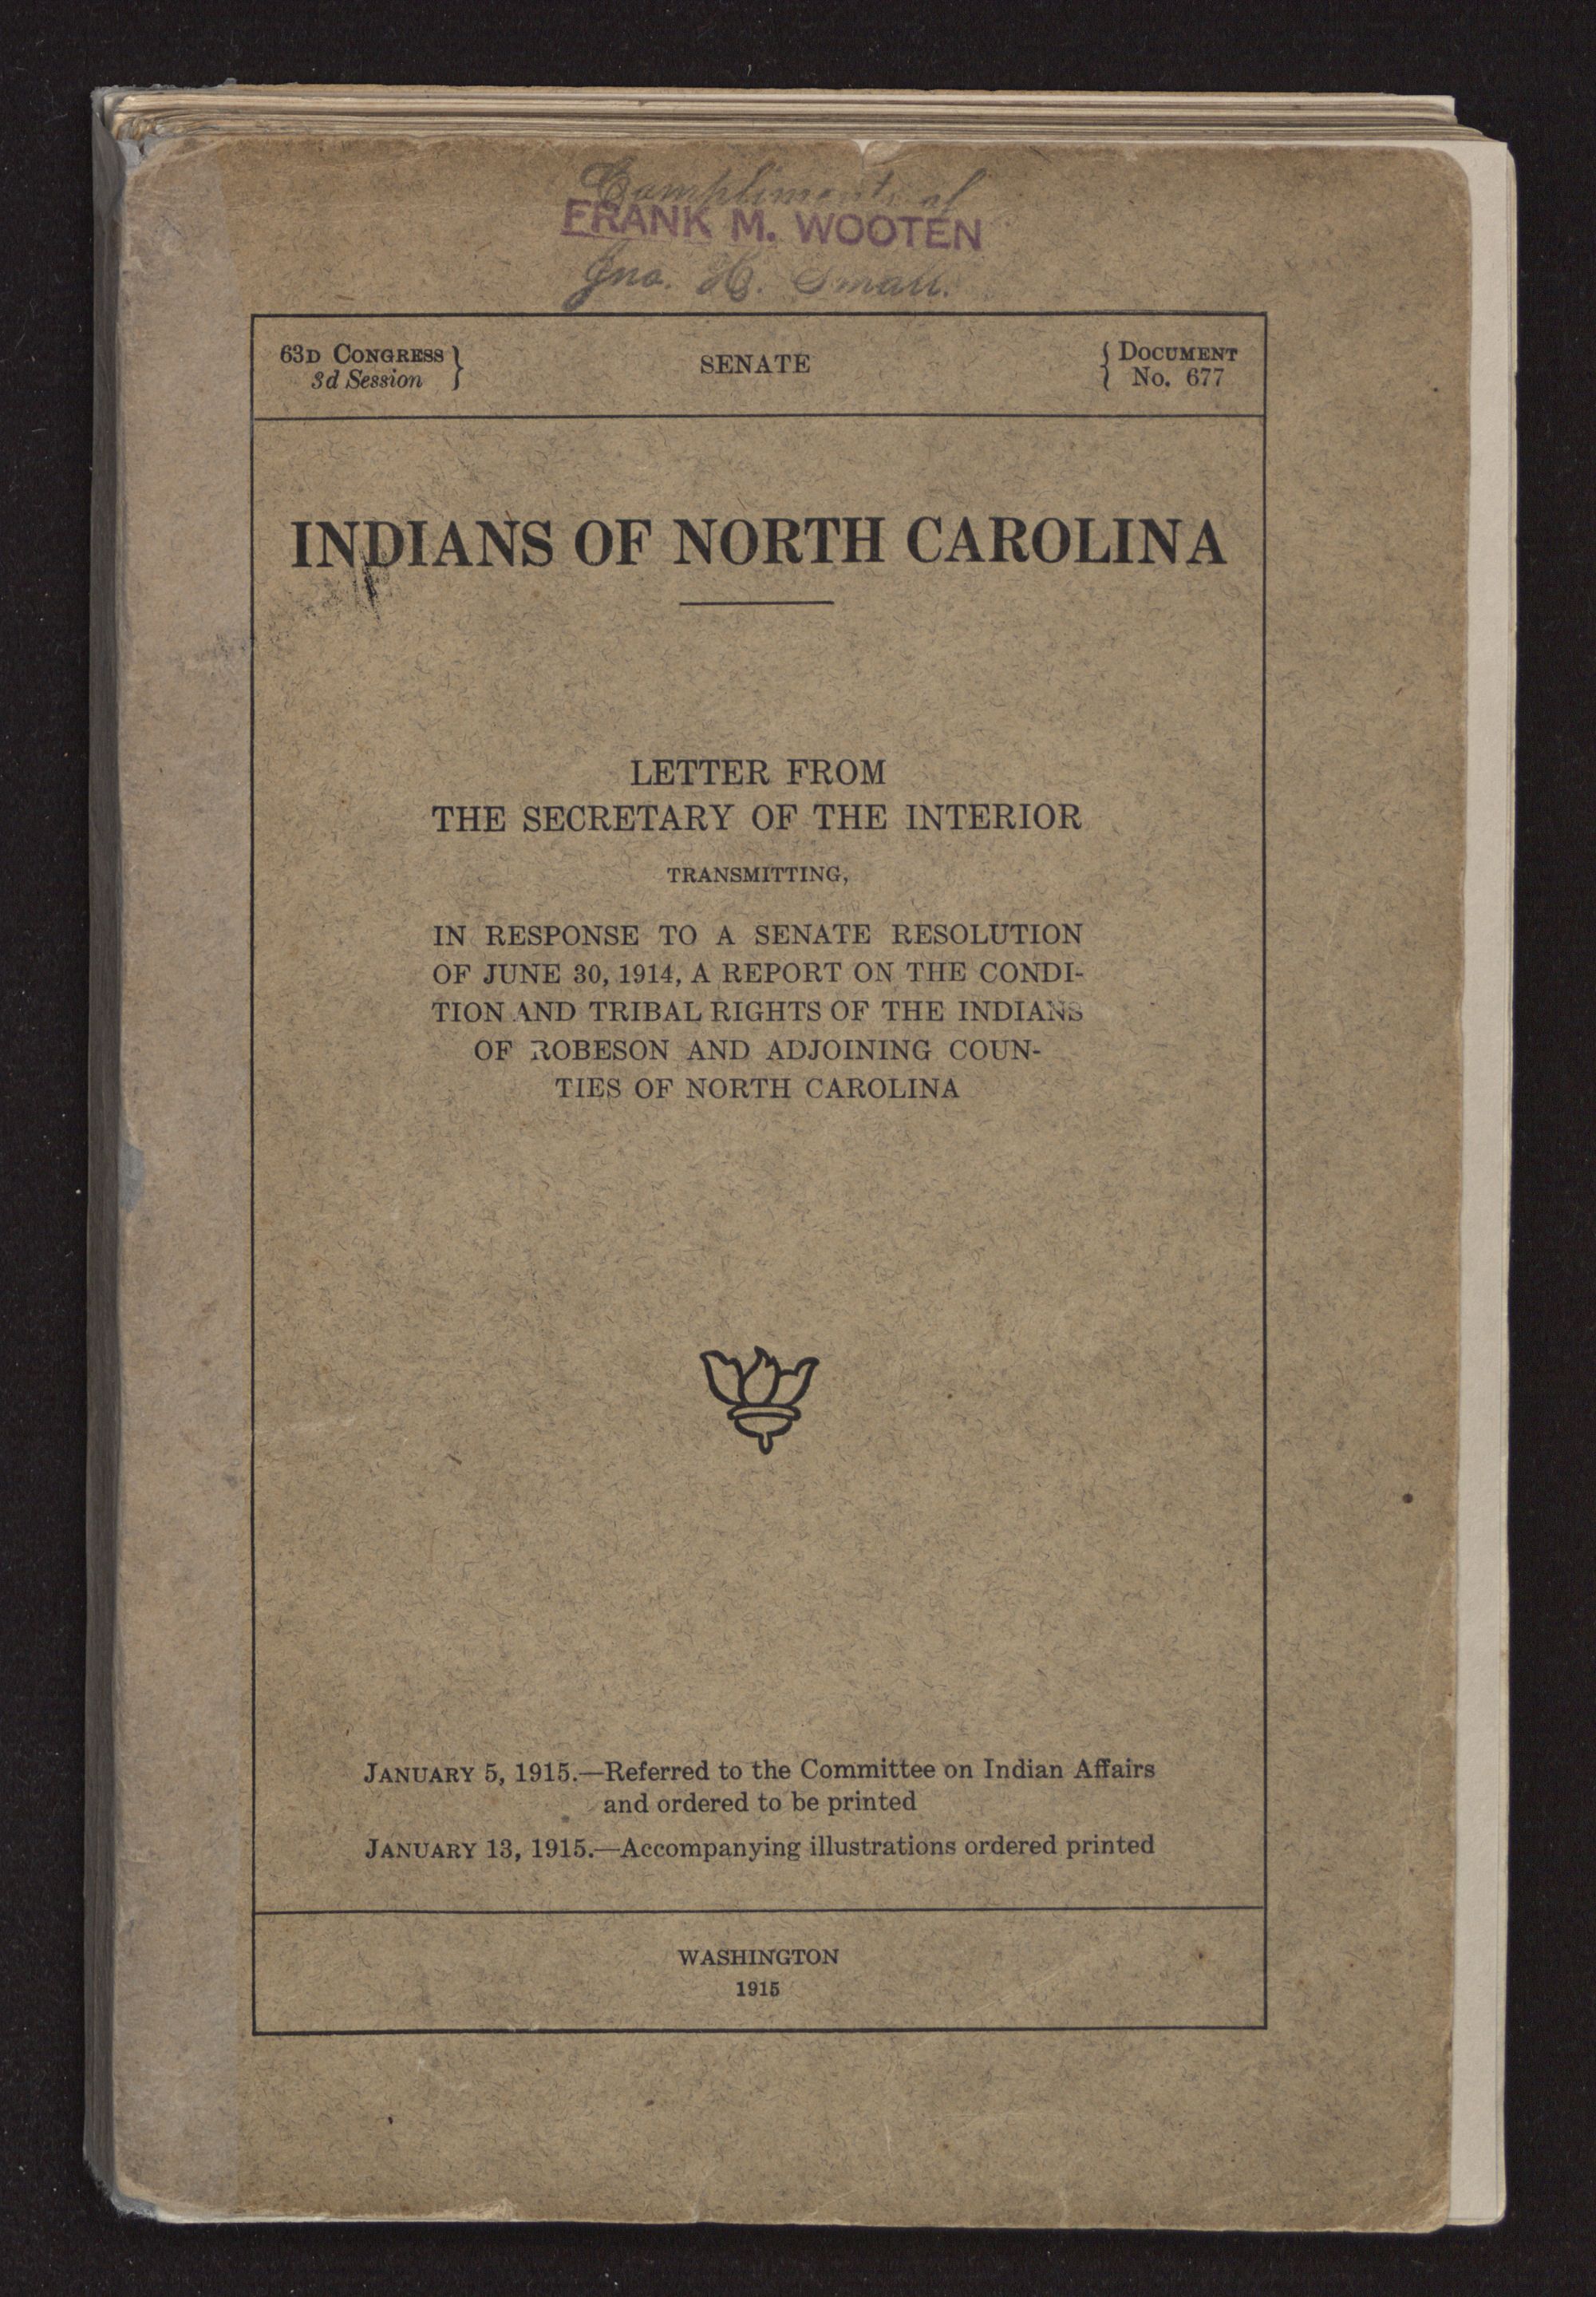 Compliments of
FRANK M. WOOTEN
Jno. H. Small.
63D CONGRESS } SENATE { DOCUMENT
3d Session } { No. 677
INDIANS OF NORTH CAROLINA
LETTER FROM
THE SECRETARY OF THE INTERIOR
TRANSMITTING,
IN RESPONSE TO A SENATE RESOLUTION
OF JUNE 30, 1914, A REPORT ON THE CONDI-
TION AND TRIBAL RIGHTS OF THE INDIANS
OF ROBESON AND ADJOINING COUN-
TIES OF NORTH CAROLINA
JANUARY 5, 1915.—Referred to the Committee on Indian Affairs
and ordered to be printed
JANUARY 13, 1915.—Accompanying illustrations ordered printed
WASHINGTON
1915